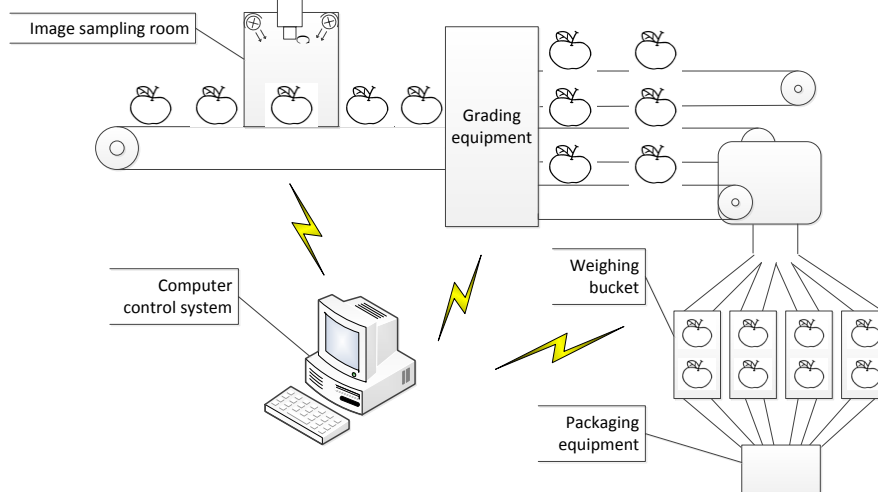 Image sampling room
Grading
equipment
Weighing
bucket
Computer
control system
Packaging
equipment